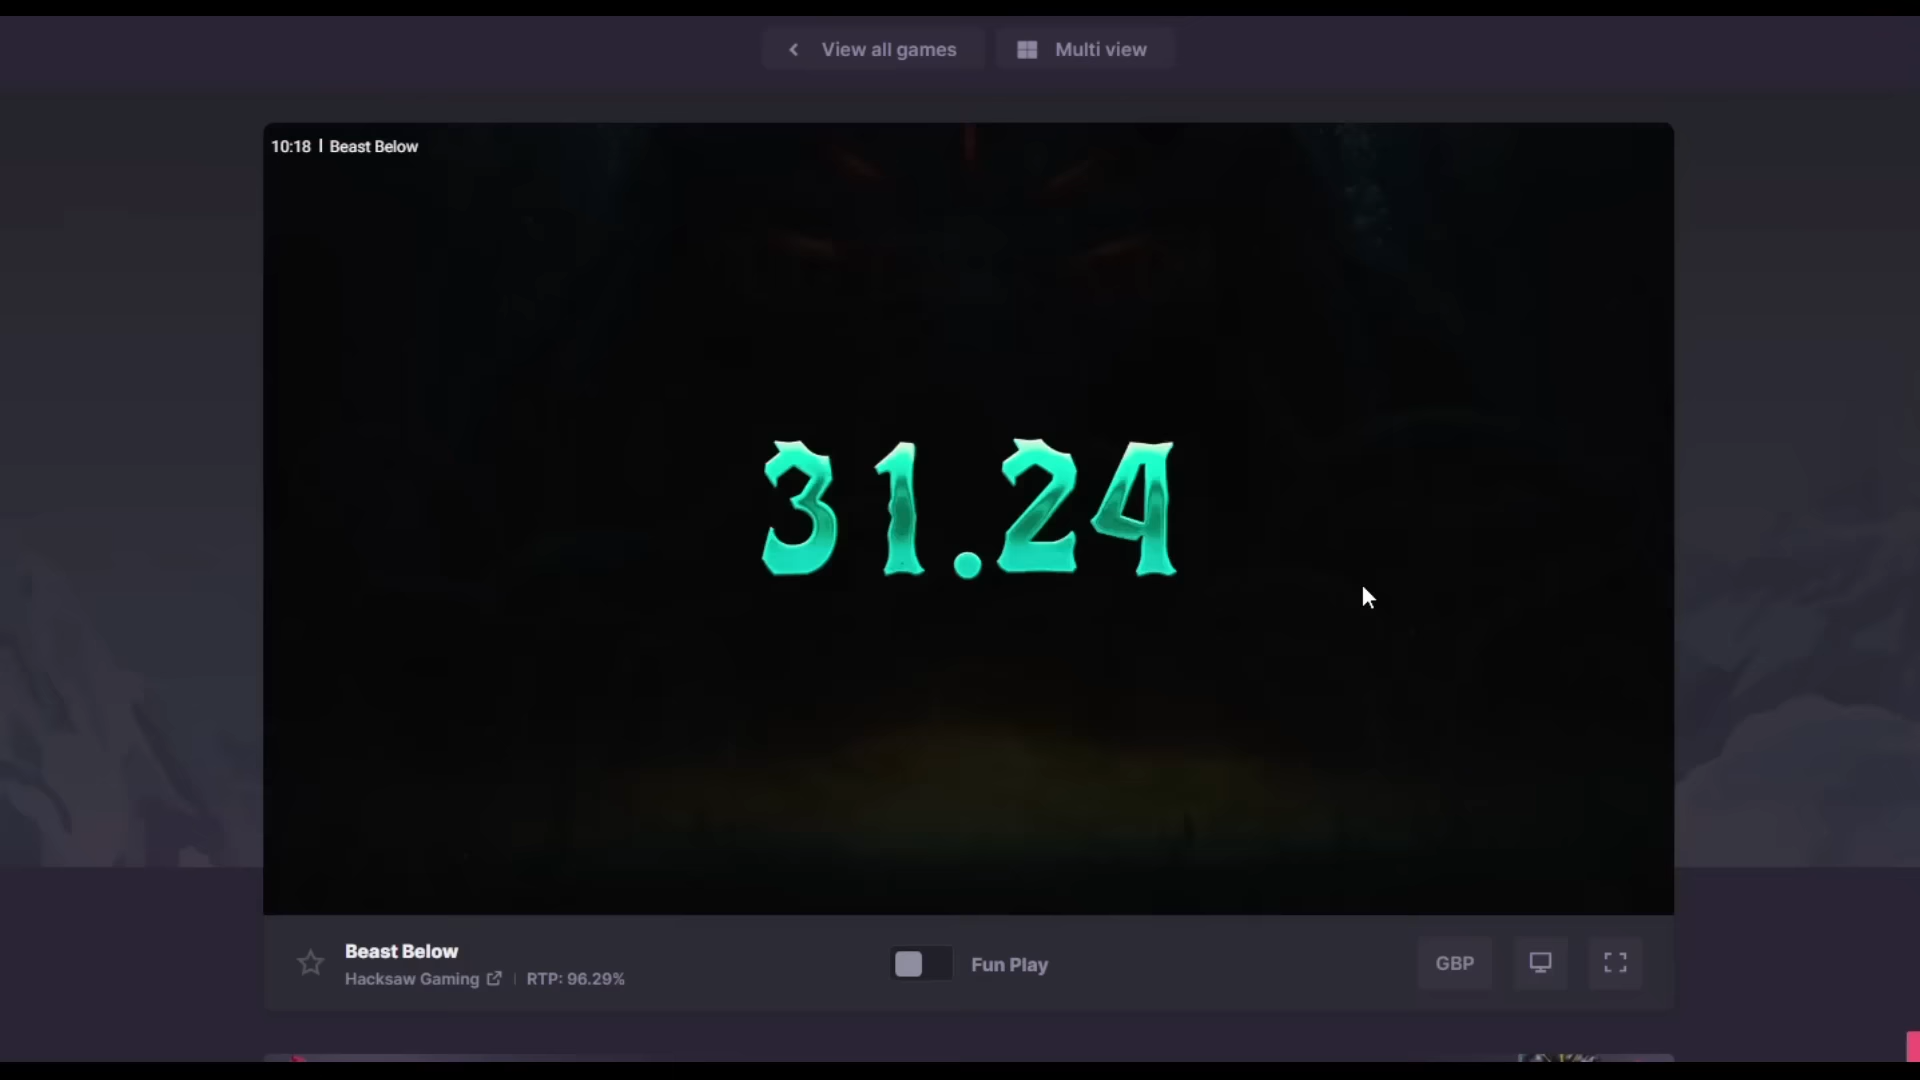 View all games
Multi view
10:18 | Beast Below
31.24
Beast Below
Hacksaw Gaming | RTP: 96.29%
Fun Play
GBP